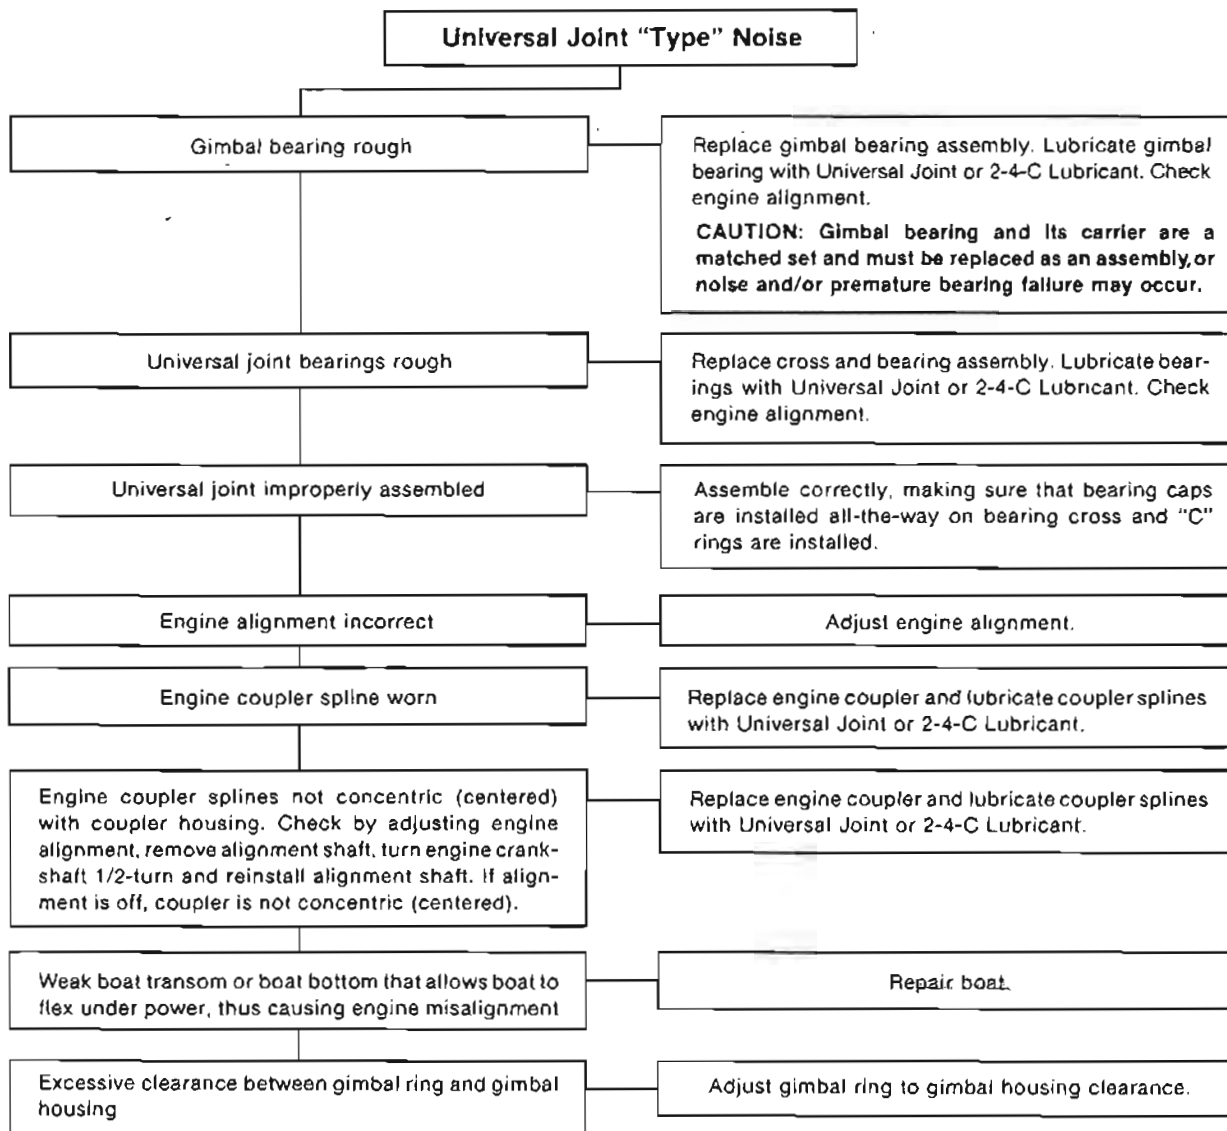 Universal Joint “Type” Noise
Gimbal bearing rough
Replace gimbal bearing assembly. Lubricate gimbal
bearing with Universal Joint or 2-4-C Lubricant. Check
engine alignment.
CAUTION: Gimbal bearing and its carrier are a
matched set and must be replaced as an assembly, or
noise and/or premature bearing failure may occur.
Universal joint bearings rough
Replace cross and bearing assembly. Lubricate bear-
ings with Universal Joint or 2-4-C Lubricant. Check
engine alignment.
Universal joint improperly assembled
Assemble correctly, making sure that bearing caps
are installed all-the-way on bearing cross and “C”
rings are installed.
Engine alignment incorrect
Adjust engine alignment.
Engine coupler spline worn
Replace engine coupler and lubricate coupler splines
with Universal Joint or 2-4-C Lubricant.
Engine coupler splines not concentric (centered)
with coupler housing. Check by adjusting engine
alignment, remove alignment shaft, turn engine crank-
shaft 1/2-turn and reinstall alignment shaft. If align-
ment is off, coupler is not concentric (centered).
Replace engine coupler and lubricate coupler splines
with Universal Joint or 2-4-C Lubricant.
Weak boat transom or boat bottom that allows boat to
flex under power, thus causing engine misalignment
Repair boat.
Excessive clearance between gimbal ring and gimbal
housing
Adjust gimbal ring to gimbal housing clearance.